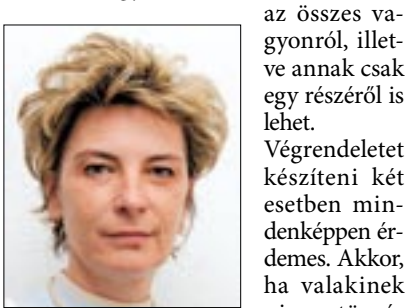 az összes va-
gyonról, illet-
ve annak csak
egy részéről is
lehet.
Végrendeletet
készíteni két
esetben min-
denképpen ér-
demes. Akkor,
ha valakinek